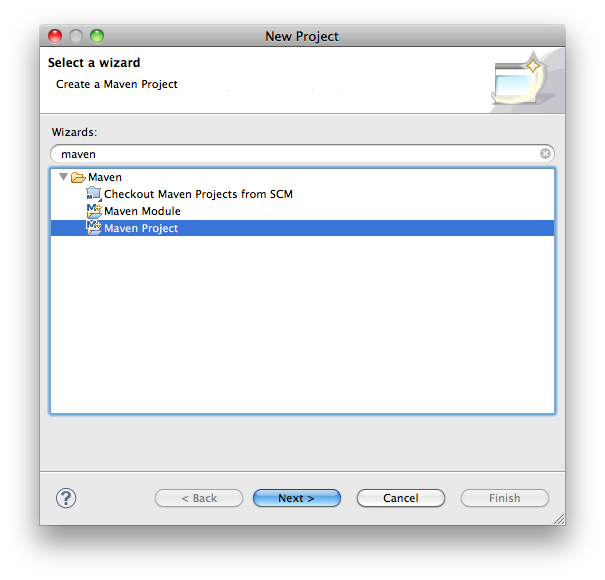 New Project
Select a wizard
Create a Maven Project
Wizards:
maven
Maven
Checkout Maven Projects from SCM
Maven Module
Maven Project
?
< Back
Next >
Cancel
Finish